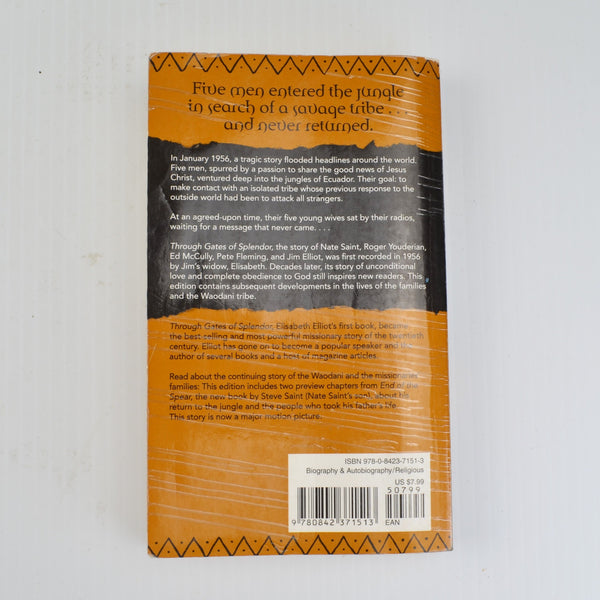 Five men entered the jungle
in search of a savage tribe . . .
and never returned.
In January 1956, a tragic story flooded headlines around the world.
Five men, spurred by a passion to share the good news of Jesus
Christ, ventured deep into the jungles of Ecuador. Their goal: to
make contact with an isolated tribe whose previous response to the
outside world had been to attack all strangers.
At an agreed-upon time, their five young wives sat by their radios,
waiting for a message that never came. . . .
Through Gates of Splendor, the story of Nate Saint, Roger Youderian,
Ed McCully, Pete Fleming, and Jim Elliot, was first recorded in 1956
by Jim's widow, Elisabeth. Decades later, its story of unconditional
love and complete obedience to God still inspires new readers. This
edition contains subsequent developments in the lives of the families
and the Waodani tribe.
Through Gates of Splendor, Elisabeth Elliot's first book, became
the best-selling and most powerful missionary story of the twentieth
century. Elliot has gone on to become a popular speaker and the
author of several books and a host of magazine articles.
Read about the continuing story of the Waodani and the missionaries'
families: This edition includes two preview chapters from End of the
Spear, the new book by Steve Saint (Nate Saint's son), about his
return to the jungle and the people who took his father's life.
This story is now a major motion picture.
ISBN 978-0-8423-7151-3
Biography & Autobiography/Religious
US $7.99
50799
9 780842 371513
EAN